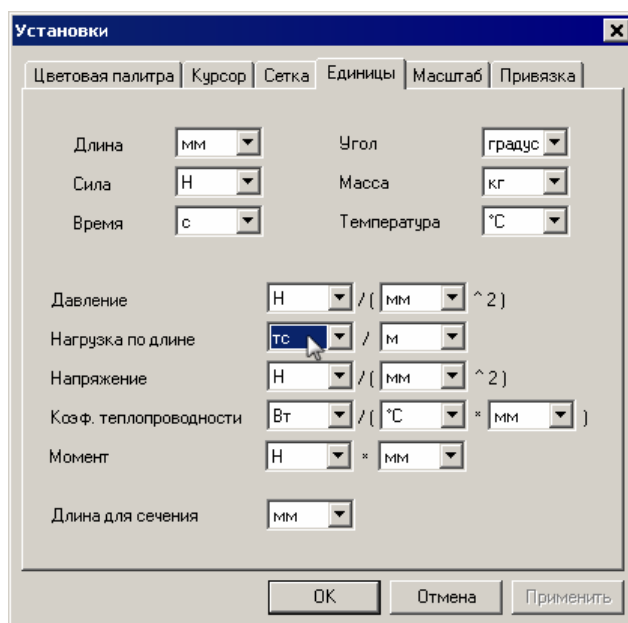 Установки
Цветовая палитра Курсор Сетка Единицы Масштаб Привязка
Длина мм Угол градус
Сила Н Масса кг
Время с Температура °C
Давление Н /( мм ^2)
Нагрузка по длине тс / м
Напряжение Н /( мм ^2)
Коэф. теплопроводности Вт /( °C * мм )
Момент Н * мм
Длина для сечения мм
OK Отмена Применить